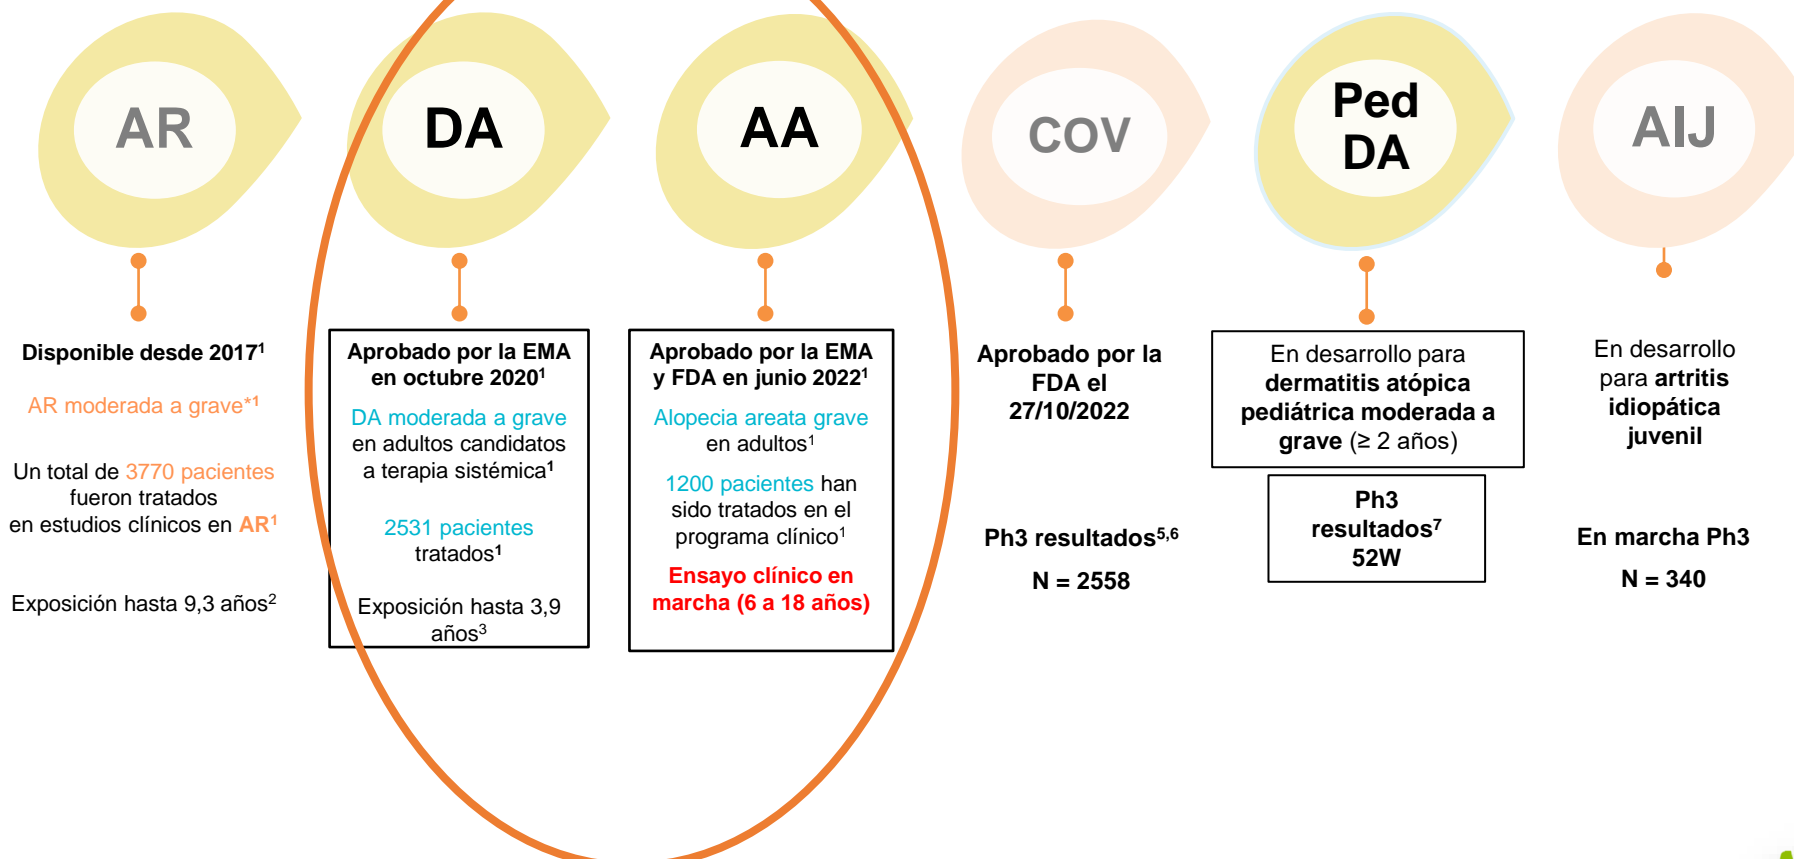 AR
Disponible desde 2017¹
AR moderada a grave*¹
Un total de 3770 pacientes
fueron tratados
en estudios clínicos en AR¹
Exposición hasta 9,3 años²
DA
Aprobado por la EMA
en octubre 2020¹
DA moderada a grave
en adultos candidatos
a terapia sistémica¹
2531 pacientes
tratados¹
Exposición hasta 3,9
años³
AA
Aprobado por la EMA
y FDA en junio 2022¹
Alopecia areata grave
en adultos¹
1200 pacientes han
sido tratados en el
programa clínico¹
Ensayo clínico en
marcha (6 a 18 años)
COV
Aprobado por la
FDA el
27/10/2022
Ph3 resultados⁵,⁶
N = 2558
Ped
DA
En desarrollo para
dermatitis atópica
pediátrica moderada a
grave (≥ 2 años)
Ph3
resultados⁷
52W
AIJ
En desarrollo
para artritis
idiopática
juvenil
En marcha Ph3
N = 340